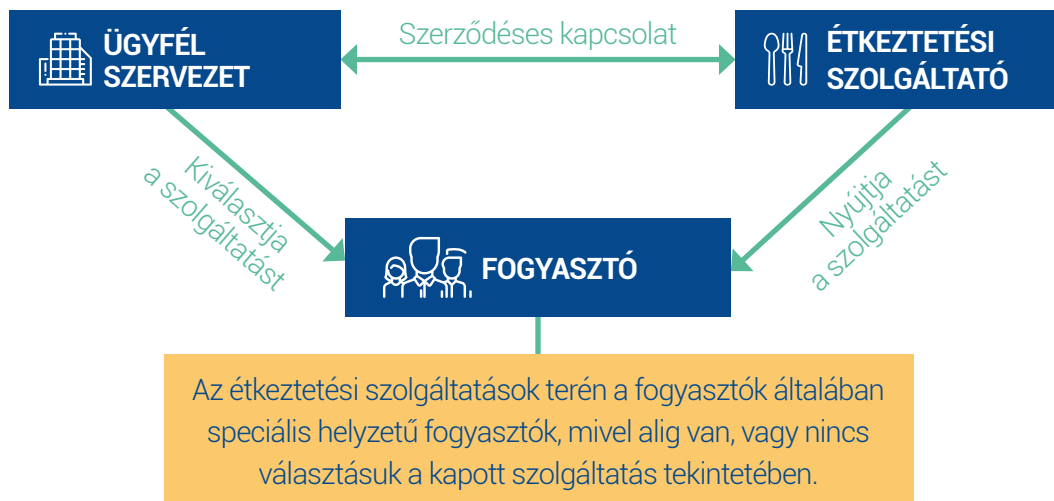 ÜGYFÉL
SZERVEZET
Szerződéses kapcsolat
ÉTKEZTETÉSI
SZOLGÁLTATÓ
Kiválasztja
a szolgáltatást
Nyújtja
a szolgáltatást
FOGYASZTÓ
Az étkeztetési szolgáltatások terén a fogyasztók általában
speciális helyzetű fogyasztók, mivel alig van, vagy nincs
választásuk a kapott szolgáltatás tekintetében.